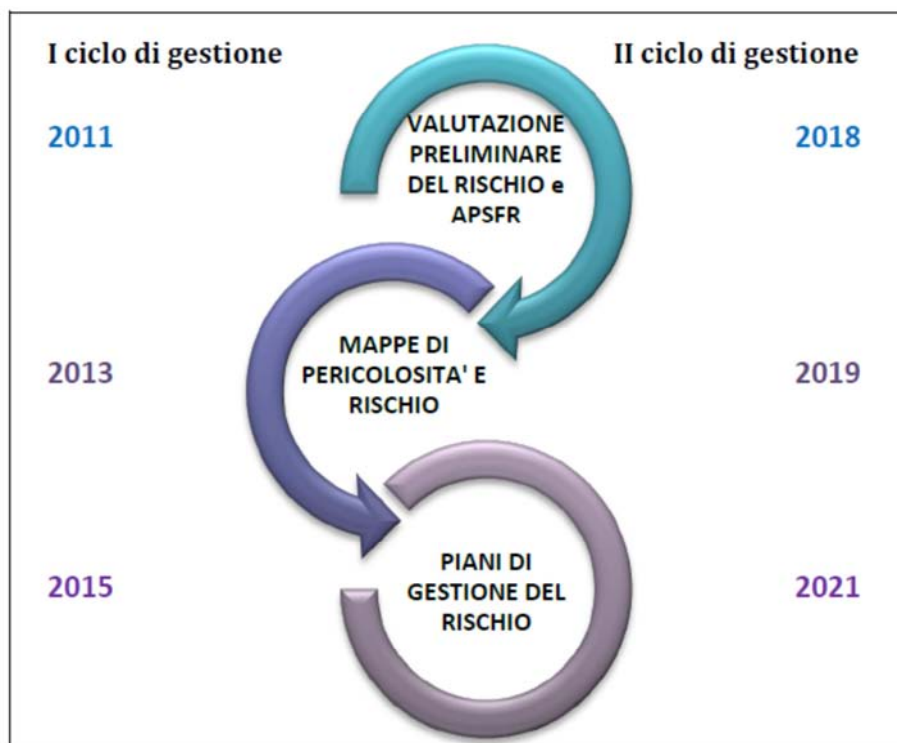 I ciclo di gestione
II ciclo di gestione
2011
VALUTAZIONE
PRELIMINARE
DEL RISCHIO e
APSFR
2018
2013
MAPPE DI
PERICOLOSITA' E
RISCHIO
2019
2015
PIANI DI
GESTIONE DEL
RISCHIO
2021